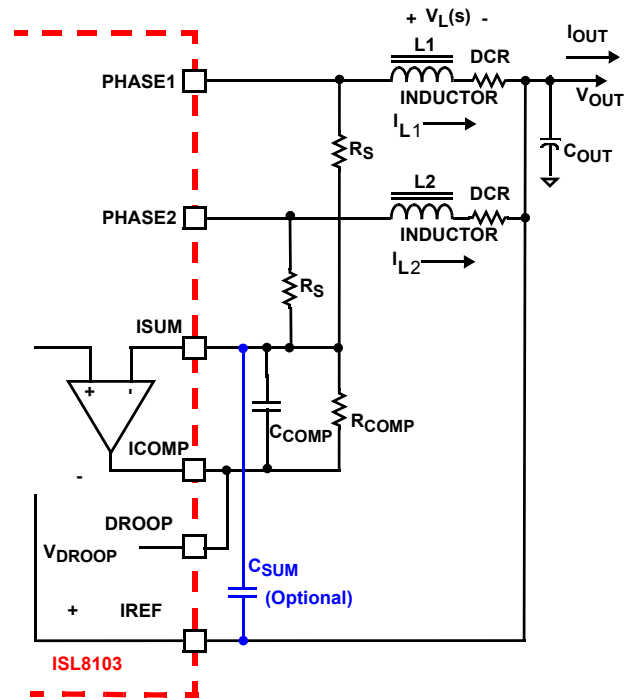 + VL(s) -
IOUT
L1
DCR
PHASE1
INDUCTOR
VOUT
IL1
COUT
RS
L2
DCR
PHASE2
INDUCTOR
IL2
RS
ISUM
+ -
CCOMP
RCOMP
ICOMP
-
DROOP
VDROOP
CSUM
(Optional)
+ IREF
ISL8103